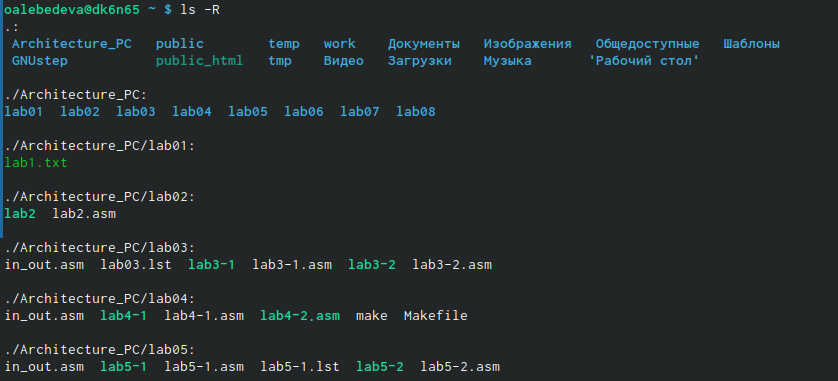 oalebedeva@dk6n65 ~ $ ls -R
.:
Architecture_PC public temp work Документы Изображения Общедоступные Шаблоны
GNUstep public_html tmp Видео Загрузки Музыка 'Рабочий стол'
./Architecture_PC:
lab01 lab02 lab03 lab04 lab05 lab06 lab07 lab08
./Architecture_PC/lab01:
lab1.txt
./Architecture_PC/lab02:
lab2 lab2.asm
./Architecture_PC/lab03:
in_out.asm lab03.lst lab3-1 lab3-1.asm lab3-2 lab3-2.asm
./Architecture_PC/lab04:
in_out.asm lab4-1 lab4-1.asm lab4-2.asm make Makefile
./Architecture_PC/lab05:
in_out.asm lab5-1 lab5-1.asm lab5-1.lst lab5-2 lab5-2.asm